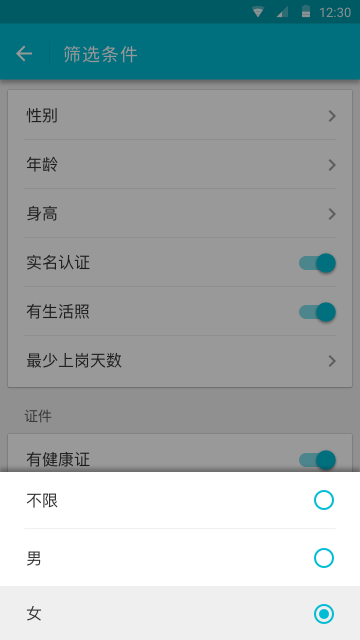 12:30
筛选条件
性别
年龄
身高
实名认证
有生活照
最少上岗天数
证件
有健康证
不限
男
女